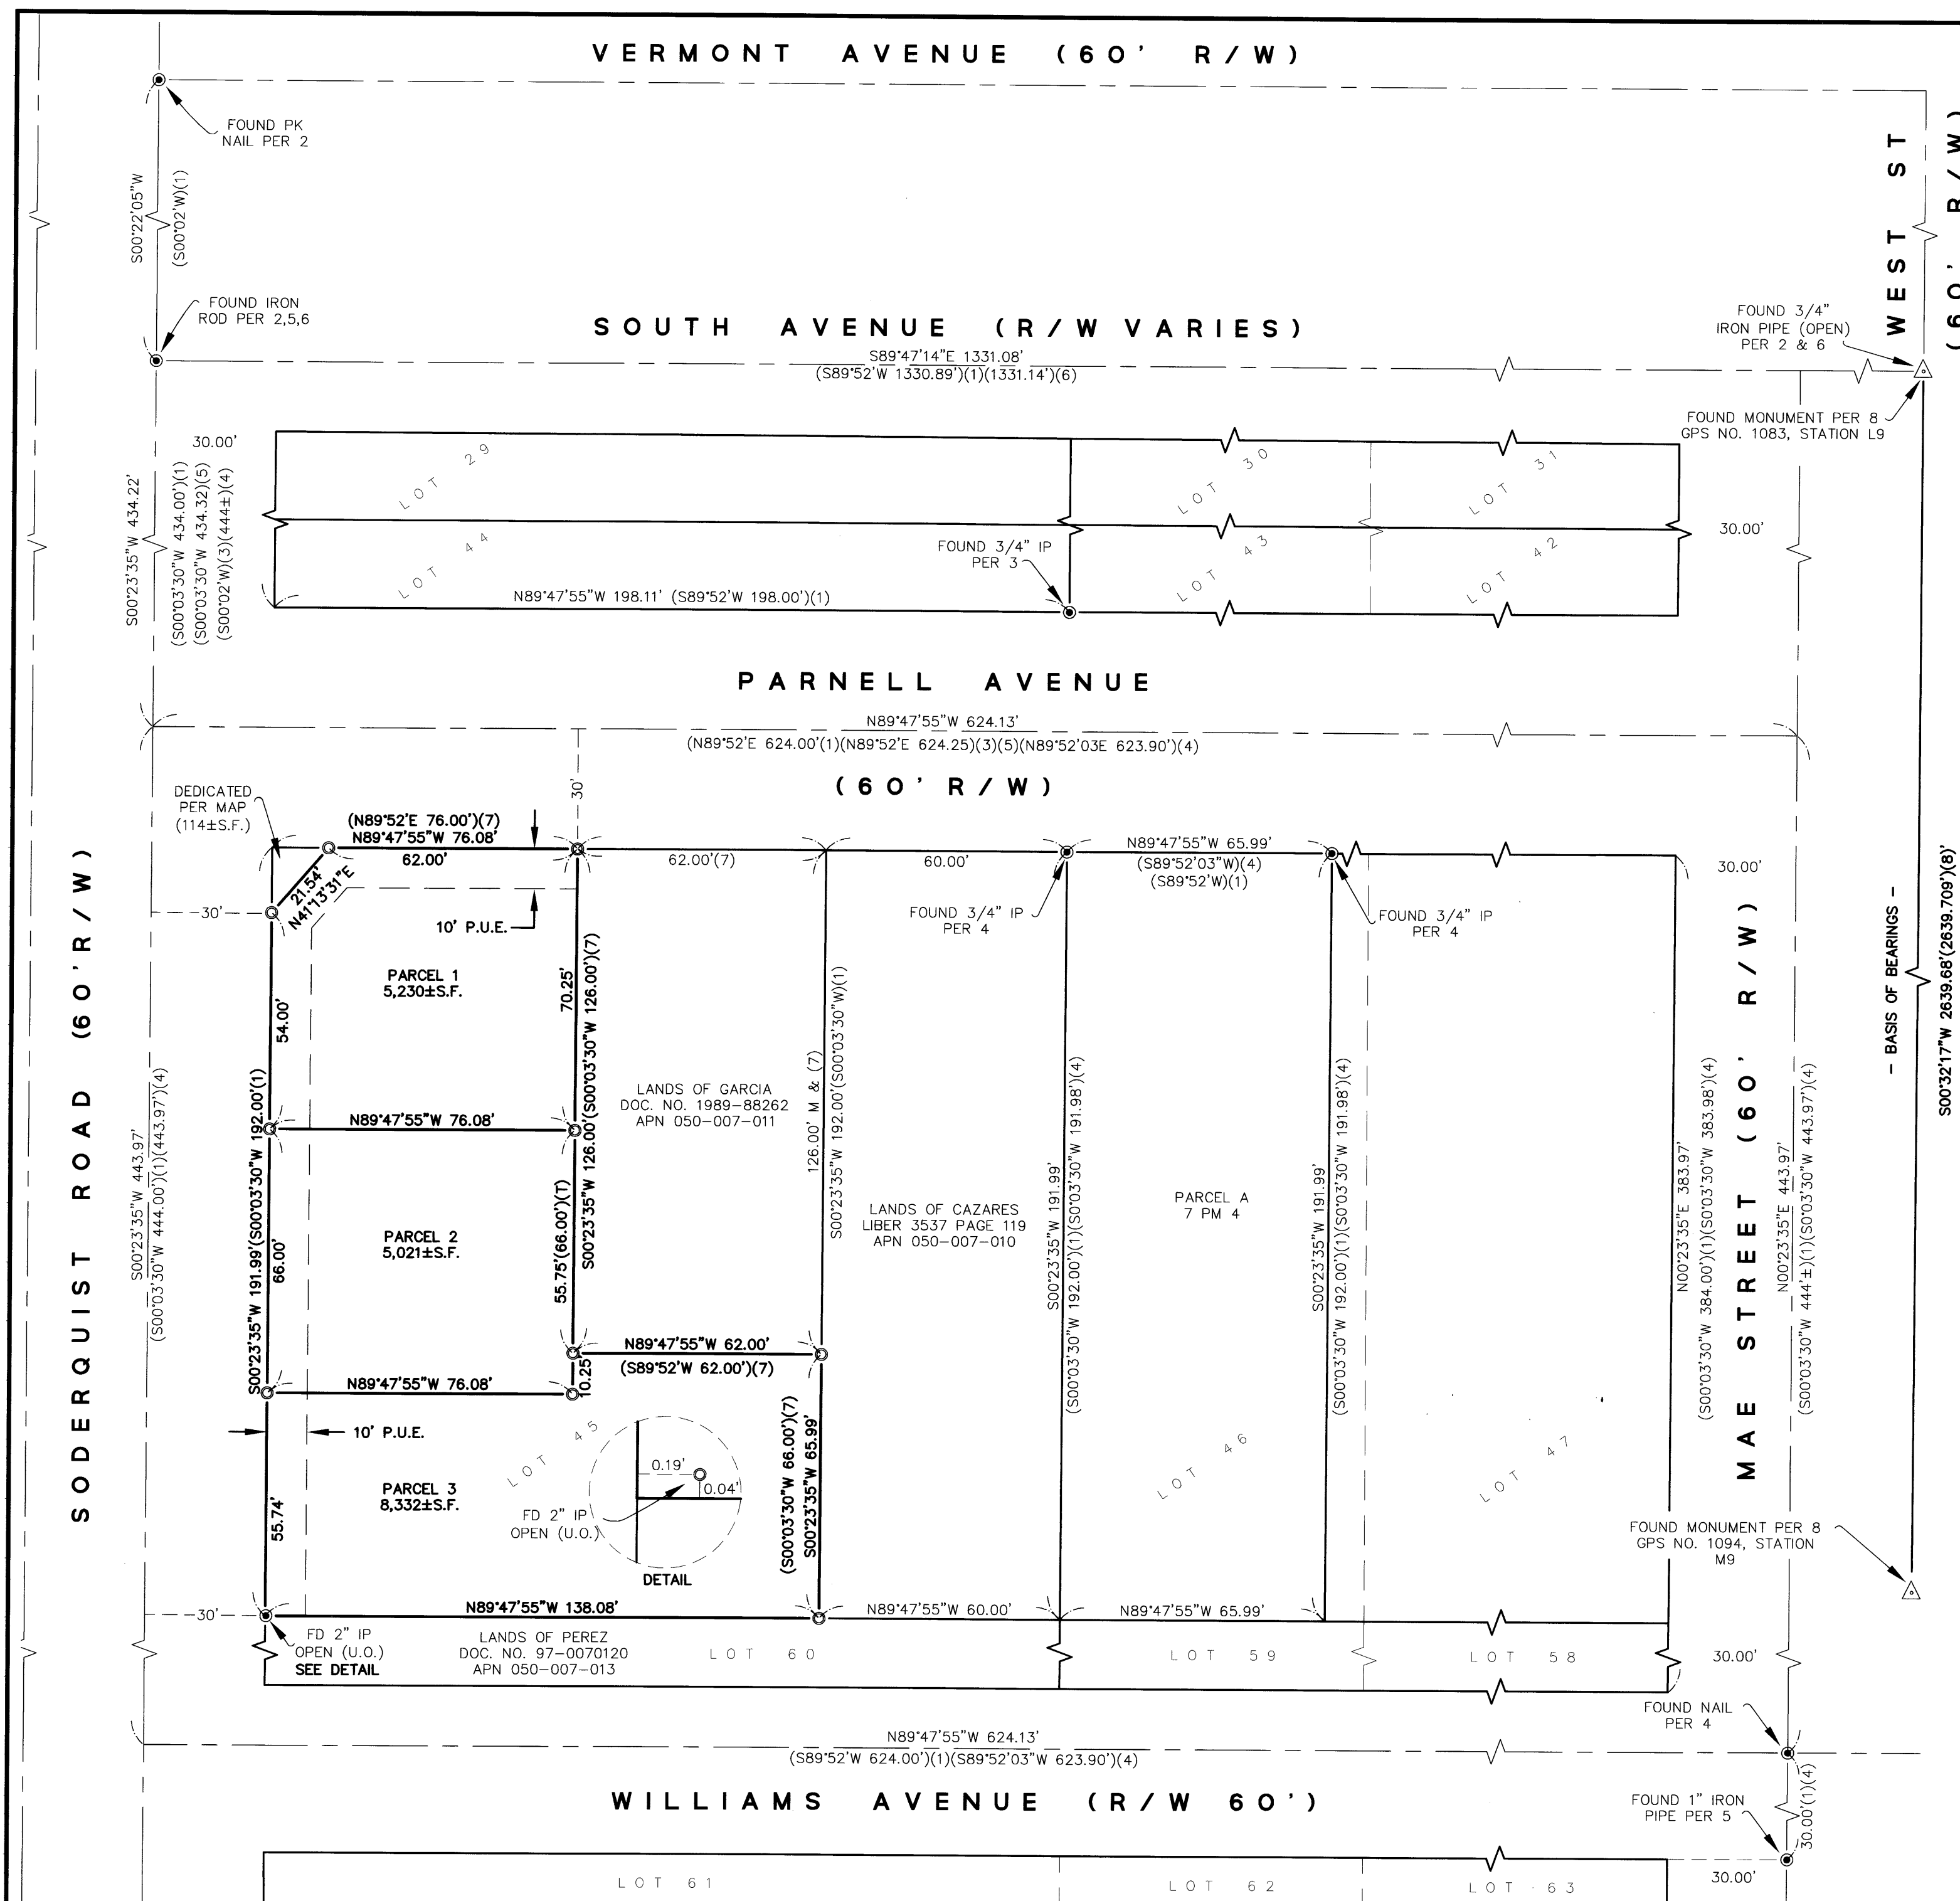 VERMONT AVENUE (60' R/W)
FOUND PK
NAIL PER 2
S00°22'05"W
(S00°02'W)(1)
WEST ST
(60' R/W)
FOUND IRON
ROD PER 2,5,6
SOUTH AVENUE (R/W VARIES)
S89°47'14"E 1331.08'
(S89°52'W 1330.89')(1)(1331.14')(6)
FOUND 3/4"
IRON PIPE (OPEN)
PER 2 & 6
FOUND MONUMENT PER 8
GPS NO. 1083, STATION L9
30.00'
S00°23'35"W 434.22'
(S00°03'30"W 434.00')(1)
(S00°03'30"W 434.32)(5)
(S00°02'W)(3)(444±)(4)
LOT 29
LOT 30
LOT 31
LOT 44
LOT 43
LOT 42
30.00'
FOUND 3/4" IP
PER 3
N89°47'55"W 198.11' (S89°52'W 198.00')(1)
PARNELL AVENUE
N89°47'55"W 624.13'
(N89°52'E 624.00'(1)(N89°52'E 624.25)(3)(5)(N89°52'03E 623.90')(4)
(60' R/W)
30'
DEDICATED
PER MAP
(114±S.F.)
(N89°52'E 76.00')(7)
N89°47'55"W 76.08'
62.00'
62.00'(7)
60.00'
N89°47'55"W 65.99'
(S89°52'03"W)(4)
(S89°52'W)(1)
30.00'
21.54'
N41°13'31"E
30'
10' P.U.E.
FOUND 3/4" IP
PER 4
FOUND 3/4" IP
PER 4
SODERQUIST ROAD (60'R/W)
S00°23'35"W 443.97'
(S00°03'30"W 444.00')(1)(443.97')(4)
S00°23'35"W 191.99'(S00°03'30"W 192.00'(1)
54.00'
66.00'
55.74'
PARCEL 1
5,230±S.F.
70.25'
S00°23'35"W 126.00'(S00°03'30"W 126.00')(7)
55.75'(66.00')(T)
N89°47'55"W 76.08'
LANDS OF GARCIA
DOC. NO. 1989-88262
APN 050-007-011
126.00' M & (7)
S00°23'35"W 192.00'(S00°03'30"W)(1)
LANDS OF CAZARES
LIBER 3537 PAGE 119
APN 050-007-010
S00°23'35"W 191.99'
(S00°03'30"W 192.00')(1)(S0°03'30"W 191.98')(4)
PARCEL A
7 PM 4
S00°23'35"W 191.99'
(S00°03'30"W 192.00')(1)(S0°03'30"W 191.98')(4)
N00°23'35"E 383.97'
(S00°03'30"W 384.00')(1)(S0°03'30"W 383.98')(4)
MAE STREET (60' R/W)
N00°23'35"E 443.97'
(S00°03'30"W 444'±)(1)(S0°03'30"W 443.97')(4)
- BASIS OF BEARINGS -
S00°32'17"W 2639.68'(2639.709')(8)'
PARCEL 2
5,021±S.F.
N89°47'55"W 62.00'
(S89°52'W 62.00')(7)
10.25'
N89°47'55"W 76.08'
10' P.U.E.
(S00°03'30"W 66.00')(7)
S00°23'35"W 65.99'
LOT 45
LOT 46
LOT 47
PARCEL 3
8,332±S.F.
0.19'
0.04'
FD 2" IP
OPEN (U.O.)
DETAIL
FOUND MONUMENT PER 8
GPS NO. 1094, STATION
M9
30'
N89°47'55"W 138.08'
N89°47'55"W 60.00'
N89°47'55"W 65.99'
FD 2" IP
OPEN (U.O.)
SEE DETAIL
LANDS OF PEREZ
DOC. NO. 97-0070120
APN 050-007-013
LOT 60
LOT 59
LOT 58
30.00'
FOUND NAIL
PER 4
N89°47'55"W 624.13'
(S89°52'W 624.00')(1)(S89°52'03"W 623.90')(4)
WILLIAMS AVENUE (R/W 60')
30.00'(1)(4)
FOUND 1" IRON
PIPE PER 5
30.00'
LOT 61
LOT 62
LOT 63